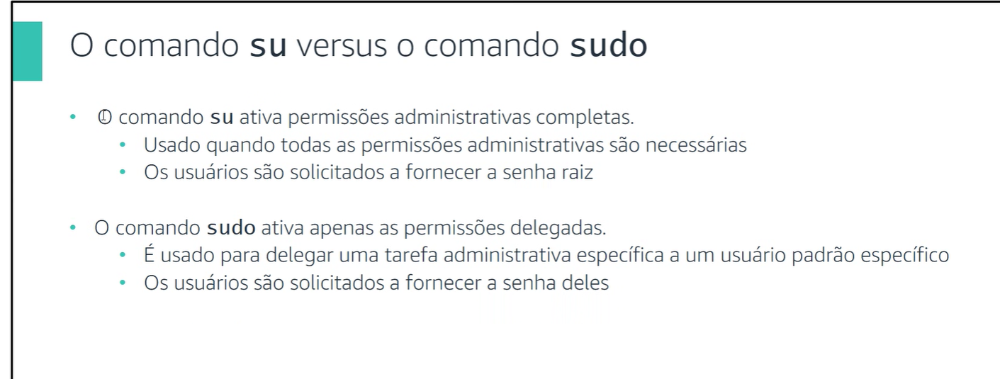 O comando su versus o comando sudo
• O comando su ativa permissões administrativas completas.
• Usado quando todas as permissões administrativas são necessárias
• Os usuários são solicitados a fornecer a senha raiz
• O comando sudo ativa apenas as permissões delegadas.
• É usado para delegar uma tarefa administrativa específica a um usuário padrão específico
• Os usuários são solicitados a fornecer a senha deles